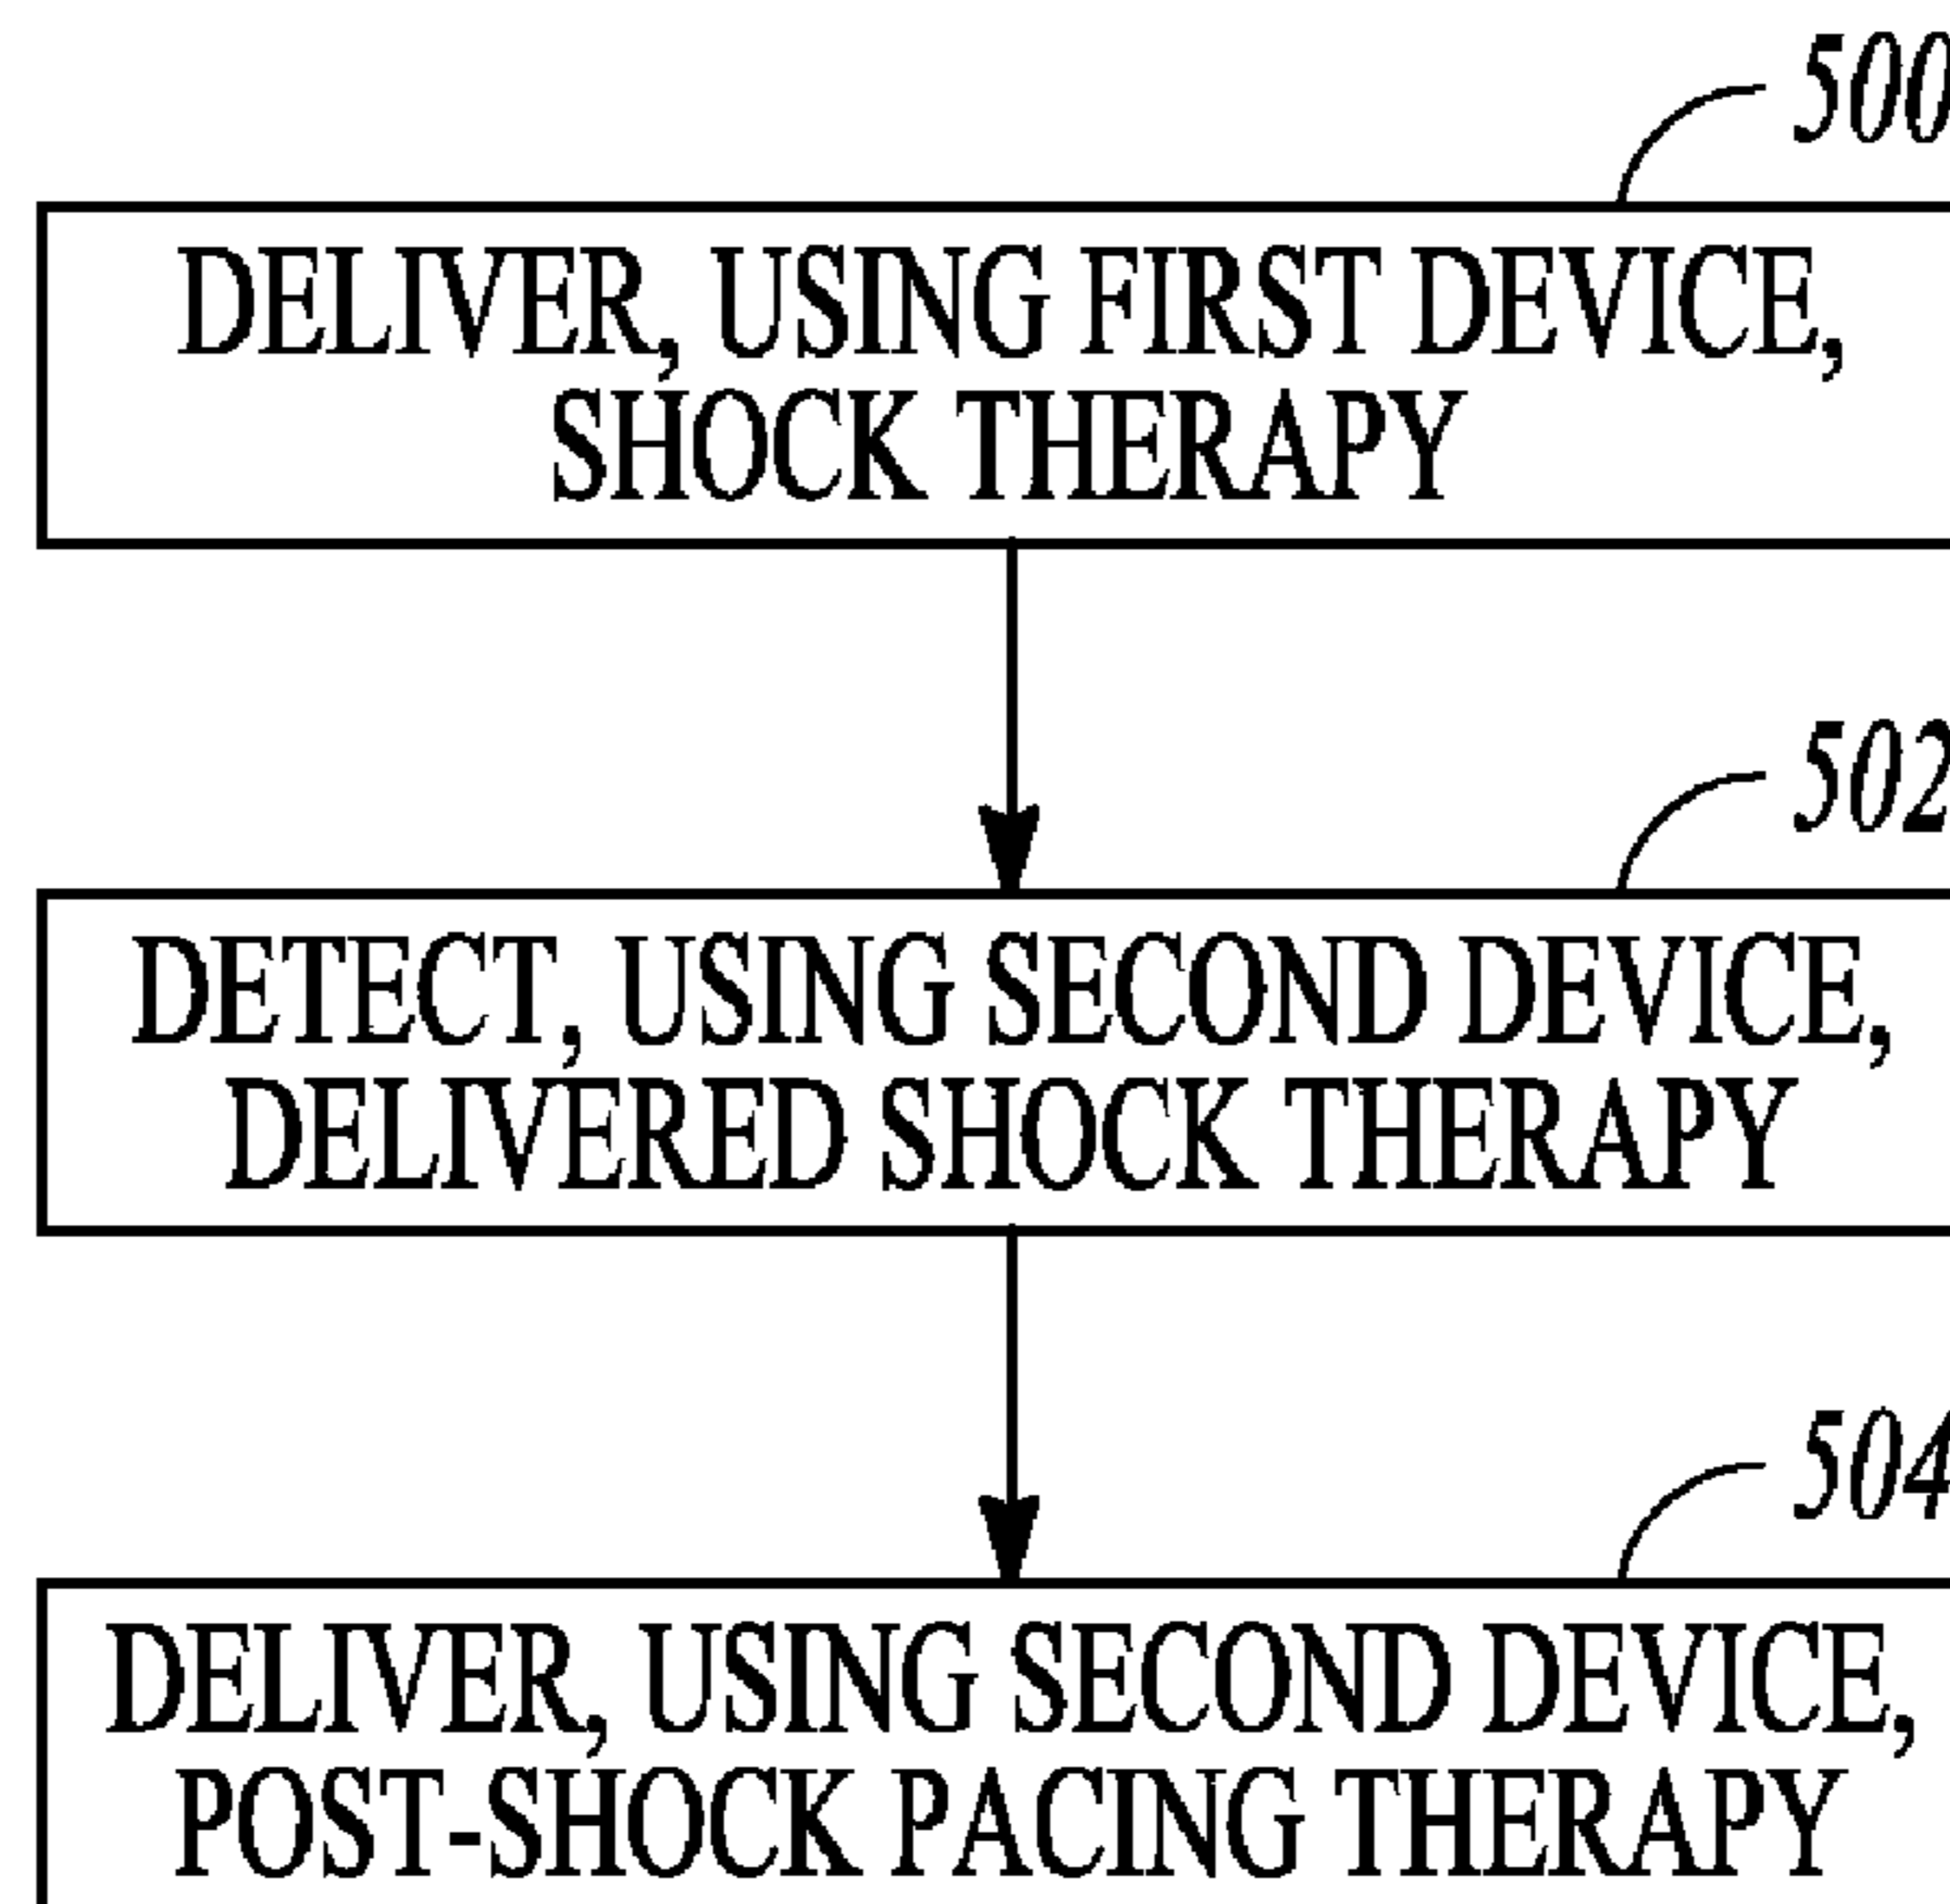 500
DELIVER, USING FIRST DEVICE,
SHOCK THERAPY
502
DETECT, USING SECOND DEVICE,
DELIVERED SHOCK THERAPY
504
DELIVER, USING SECOND DEVICE,
POST-SHOCK PACING THERAPY